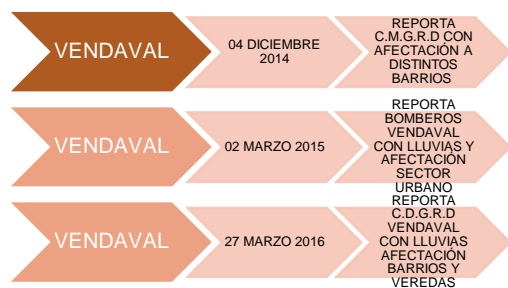 VENDAVAL
04 DICIEMBRE
2014
REPORTA
C.M.G.R.D CON
AFECTACIÓN A
DISTINTOS
BARRIOS
VENDAVAL
02 MARZO 2015
REPORTA
BOMBEROS
VENDAVAL
CON LLUVIAS Y
AFECTACIÓN
SECTOR
URBANO
VENDAVAL
27 MARZO 2016
REPORTA
C.D.G.R.D
VENDAVAL
CON LLUVIAS
AFECTACIÓN
BARRIOS Y
VEREDAS